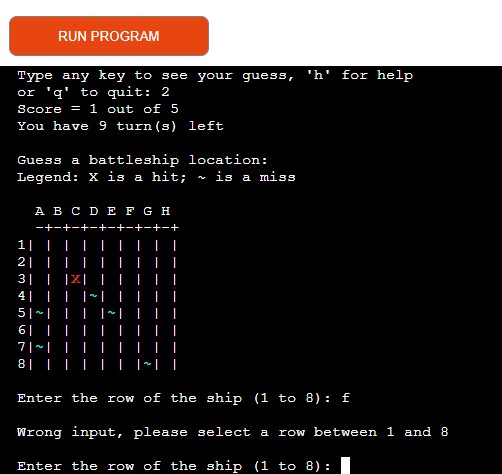 RUN PROGRAM
Type any key to see your guess, 'h' for help
or 'q' to quit: 2
Score = 1 out of 5
You have 9 turn(s) left
Guess a battleship location:
Legend: X is a hit; ~ is a miss
A B C D E F G H
-+-+-+-+-+-+-+-+
1| | | | | | | | |
2| | | | | | | | |
3| | |X| | | | | |
4| | | |~| | | | |
5|~| | | |~| | | |
6| | | | | | | | |
7|~| | | | | | | |
8| | | | | | |~| |
Enter the row of the ship (1 to 8): f
Wrong input, please select a row between 1 and 8
Enter the row of the ship (1 to 8):